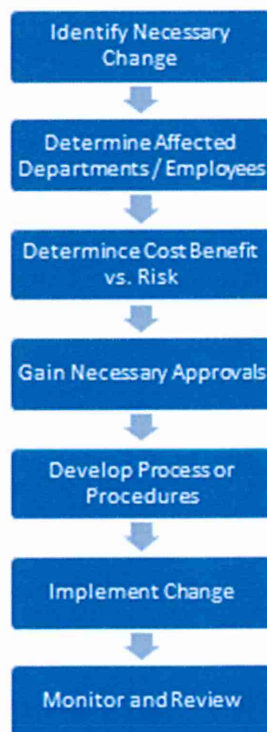 Identify Necessary
Change
Determine Affected
Departments / Employees
Determince Cost Benefit
vs. Risk
Gain Necessary Approvals
Develop Process or
Procedures
Implement Change
Monitor and Review